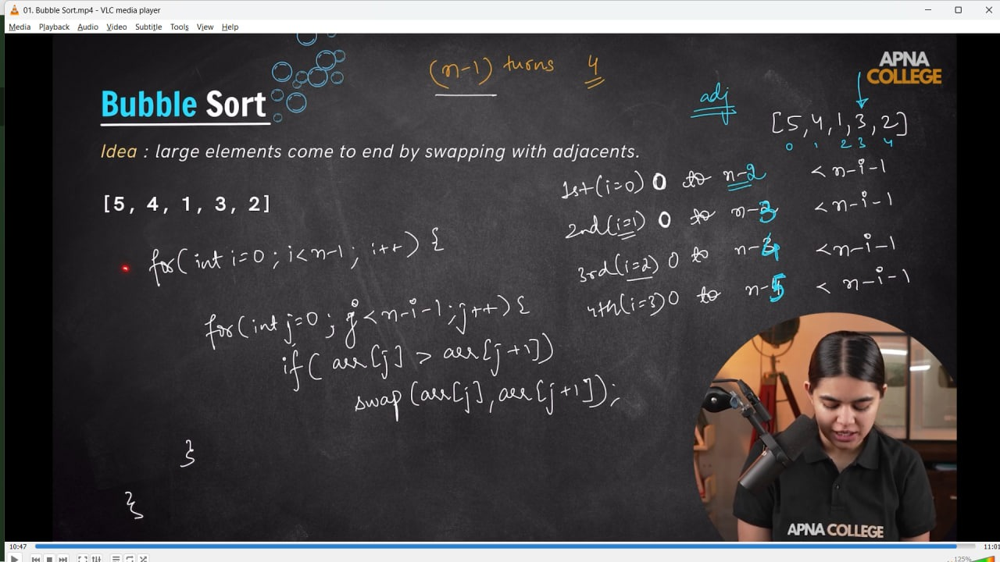 01. Bubble Sort.mp4 - VLC media player
Media Playback Audio Video Subtitle Tools View Help
(n-1) turns 4
APNA
COLLEGE
Bubble Sort
adj
[5,4,1,3,2]
0 1 2 3 4
Idea : large elements come to end by swapping with adjacents.
1st(i=0) 0 to n-2 < n-i-1
[5, 4, 1, 3, 2]
2nd(i=1) 0 to n-3 < n-i-1
for( int i=0 ; i<n-1 ; i++) {
3rd(i=2) 0 to n-4 < n-i-1
4th(i=3) 0 to n-5 < n-i-1
for( int j=0 ; j < n-i-1 ; j++) {
if( arr[j] > arr[j+1])
swap (arr[j], arr[j+1]);
}
}
APNA COLLEGE
10:47
11:01
125%